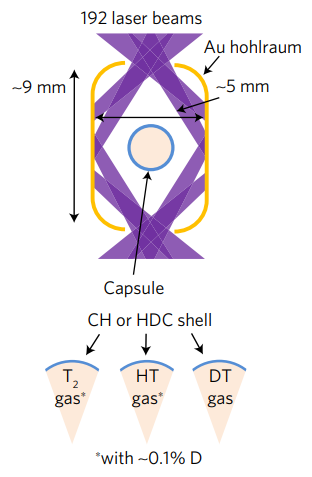 192 laser beams
Au hohlraum
~9 mm
~5 mm
Capsule
CH or HDC shell
T₂ gas*
HT gas*
DT gas
*with ~0.1% D